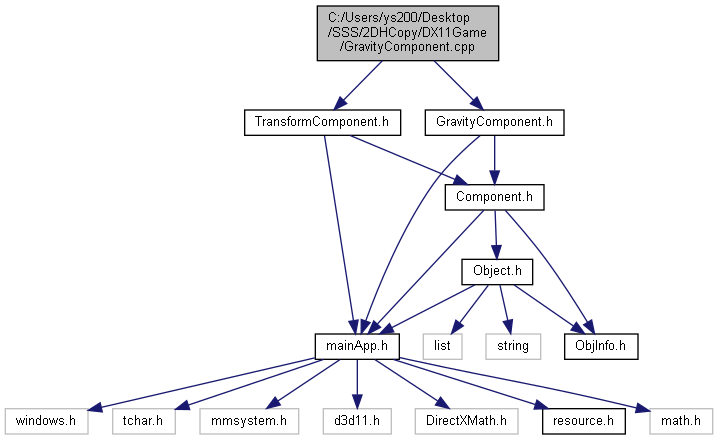 C:/Users/ys200/Desktop
/SSS/2DHCopy/DX11Game
/GravityComponent.cpp
TransformComponent.h
GravityComponent.h
Component.h
Object.h
mainApp.h
list
string
ObjInfo.h
windows.h
tchar.h
mmsystem.h
d3d11.h
DirectXMath.h
resource.h
math.h